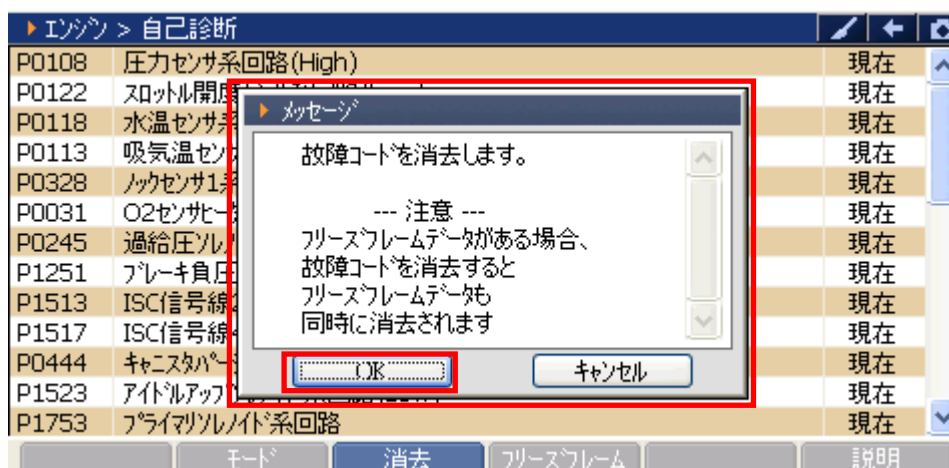 エンジン > 自己診断
P0108 圧力センサ系回路(High) 現在
P0122 スロットル開度 現在
P0118 水温センサ系 現在
P0113 吸気温センサ 現在
P0328 ノックセンサ1系 現在
P0031 O2センサヒー 現在
P0245 過給圧ソレノ 現在
P1251 ブレーキ負圧 現在
P1513 ISC信号線 現在
P1517 ISC信号線 現在
P0444 キャニスタパー 現在
P1523 アイドルアップ 現在
P1753 プライマリソレノイド系回路 現在
メッセージ
故障コードを消去します。
--- 注意 ---
フリーズフレームデータがある場合、
故障コードを消去すると
フリーズフレームデータも
同時に消去されます
OK キャンセル
モード 消去 フリーズフレーム 説明